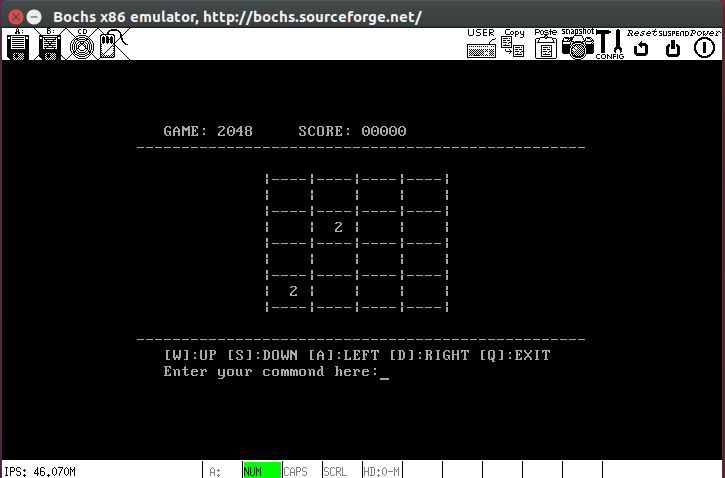 Bochs x86 emulator, http://bochs.sourceforge.net/
A: B: CD USER Copy Paste snapshot CONFIG Reset SUSPEND Power
GAME: 2048 SCORE: 00000
---------------------------------------------------
¦----¦----¦----¦----¦
¦ ¦ ¦ ¦ ¦
¦----¦----¦----¦----¦
¦ ¦ 2 ¦ ¦ ¦
¦----¦----¦----¦----¦
¦ ¦ ¦ ¦ ¦
¦----¦----¦----¦----¦
¦ 2 ¦ ¦ ¦ ¦
¦----¦----¦----¦----¦
---------------------------------------------------
[W]:UP [S]:DOWN [A]:LEFT [D]:RIGHT [Q]:EXIT
Enter your commond here:_
IPS: 46.070M A: NUM CAPS SCRL HD:0-M